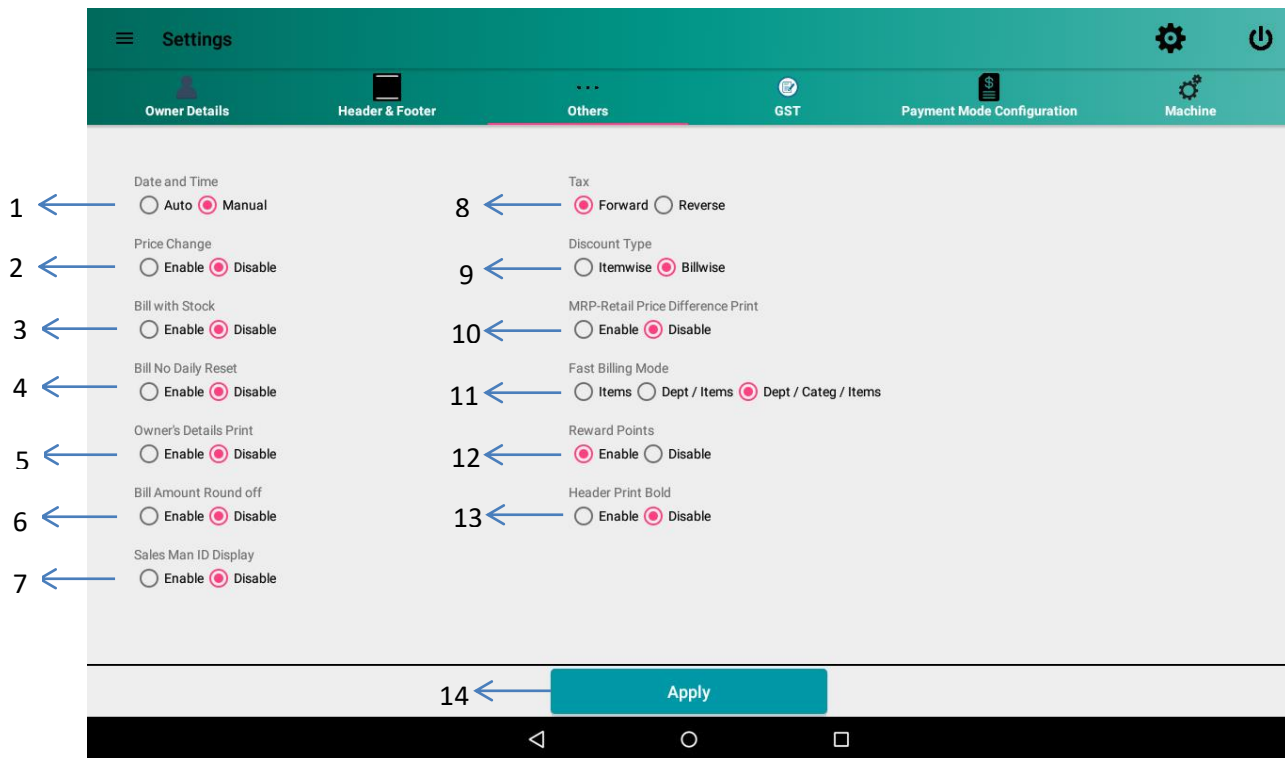 Settings
Owner Details Header & Footer Others GST Payment Mode Configuration Machine
Date and Time
1 Auto Manual
Price Change
2 Enable Disable
Bill with Stock
3 Enable Disable
Bill No Daily Reset
4 Enable Disable
Owner's Details Print
5 Enable Disable
Bill Amount Round off
6 Enable Disable
Sales Man ID Display
7 Enable Disable
Tax
8 Forward Reverse
Discount Type
9 Itemwise Billwise
MRP-Retail Price Difference Print
10 Enable Disable
Fast Billing Mode
11 Items Dept / Items Dept / Categ / Items
Reward Points
12 Enable Disable
Header Print Bold
13 Enable Disable
14 Apply